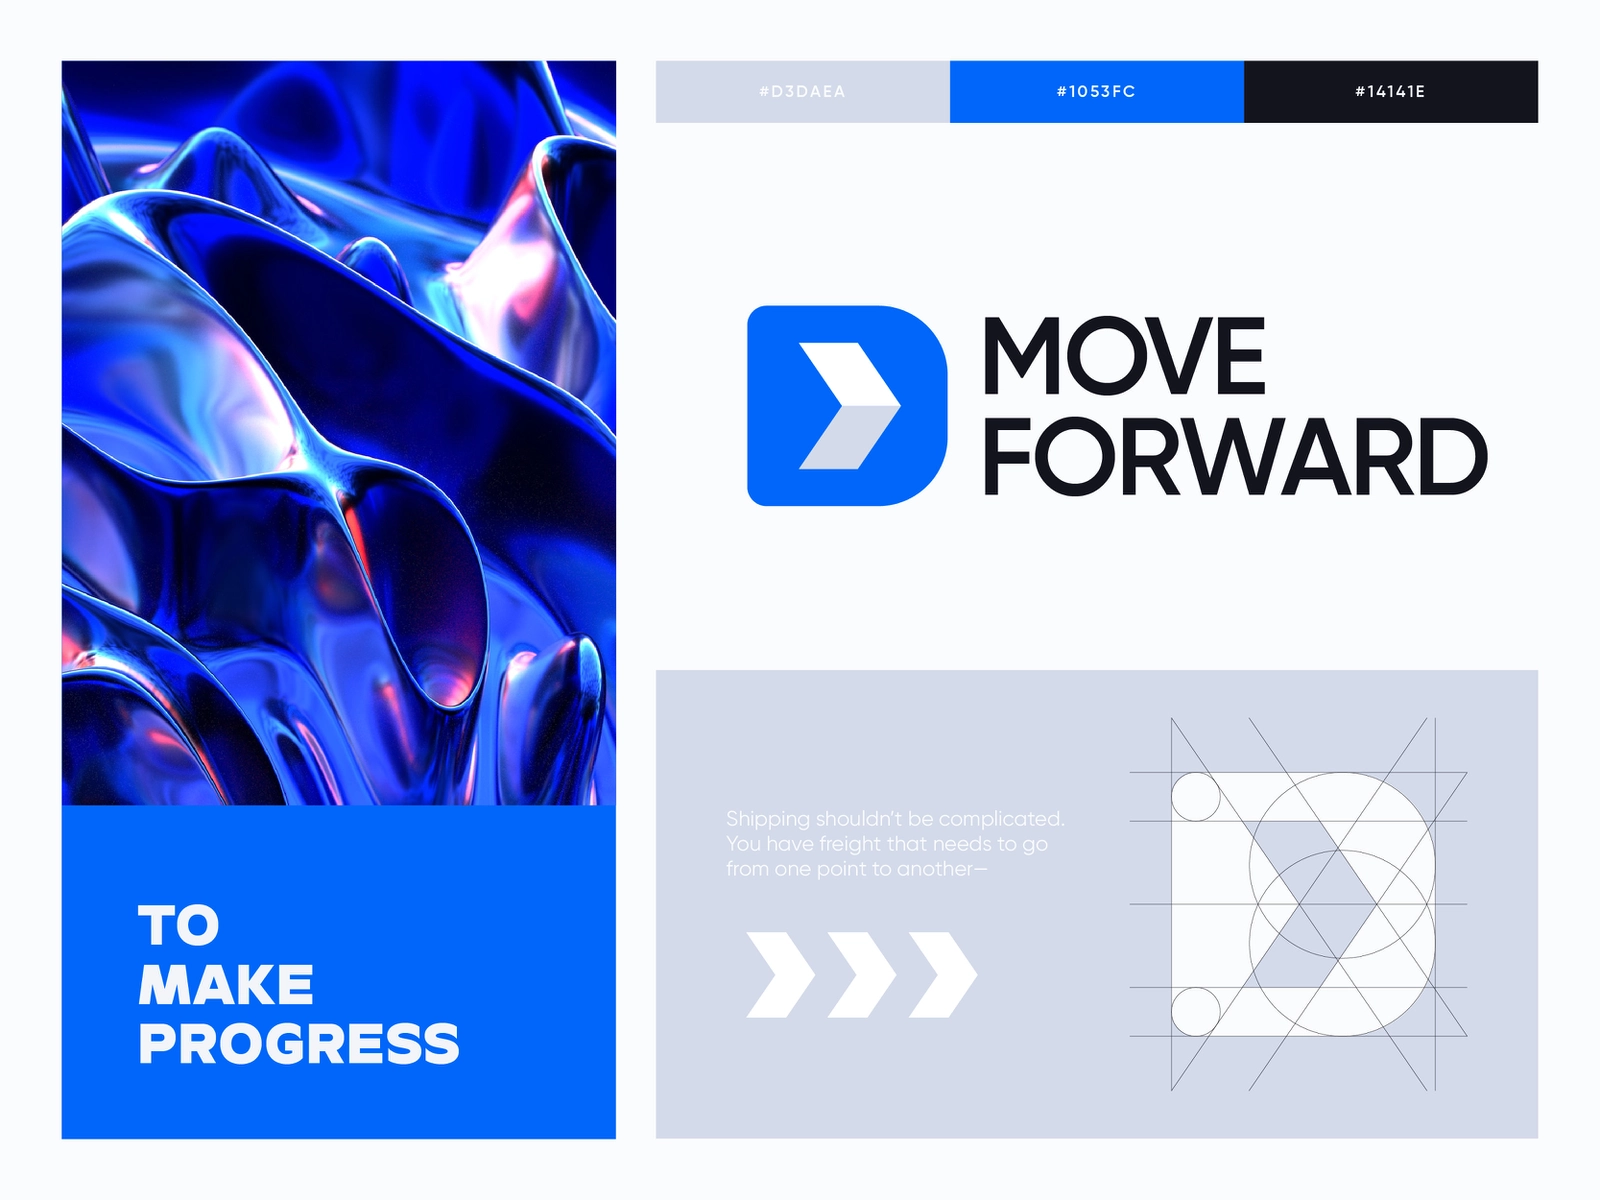 #D3DAEA
#1053FC
#14141E
MOVE
FORWARD
Shipping shouldn't be complicated.
You have freight that needs to go
from one point to another—
TO
MAKE
PROGRESS